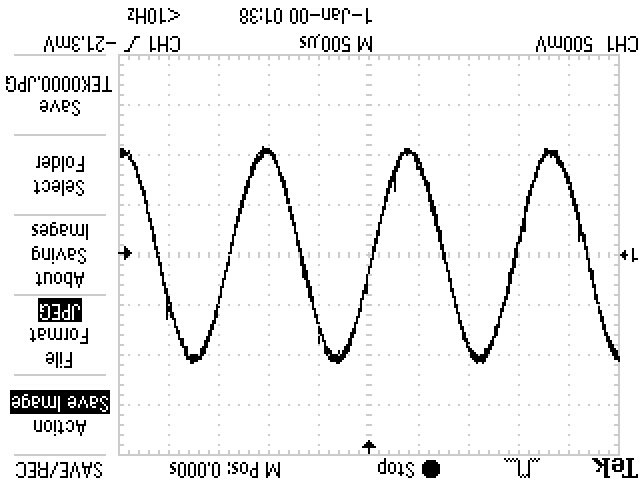 Tek Stop M Pos: 0.000s SAVE/REC
Action
Save Image
File
Format
JPEG
About
Saving
Images
Select
Folder
Save
TEK0000.JPG
1
CH1 500mV M 500µs CH1 -21.3mV
1-Jan-00 01:38 <10Hz